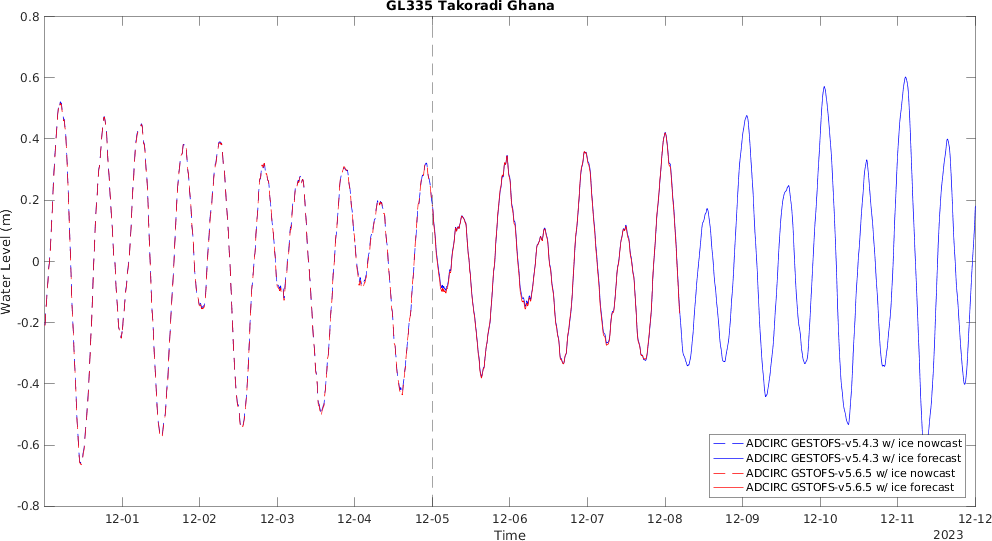 GL335 Takoradi Ghana
0.8
0.6
0.4
0.2
0
-0.2
-0.4
-0.6
-0.8
Water Level (m)
ADCIRC GESTOFS-v5.4.3 w/ ice nowcast
ADCIRC GESTOFS-v5.4.3 w/ ice forecast
ADCIRC GSTOFS-v5.6.5 w/ ice nowcast
ADCIRC GSTOFS-v5.6.5 w/ ice forecast
12-01 12-02 12-03 12-04 12-05 12-06 12-07 12-08 12-09 12-10 12-11 12-12
Time
2023